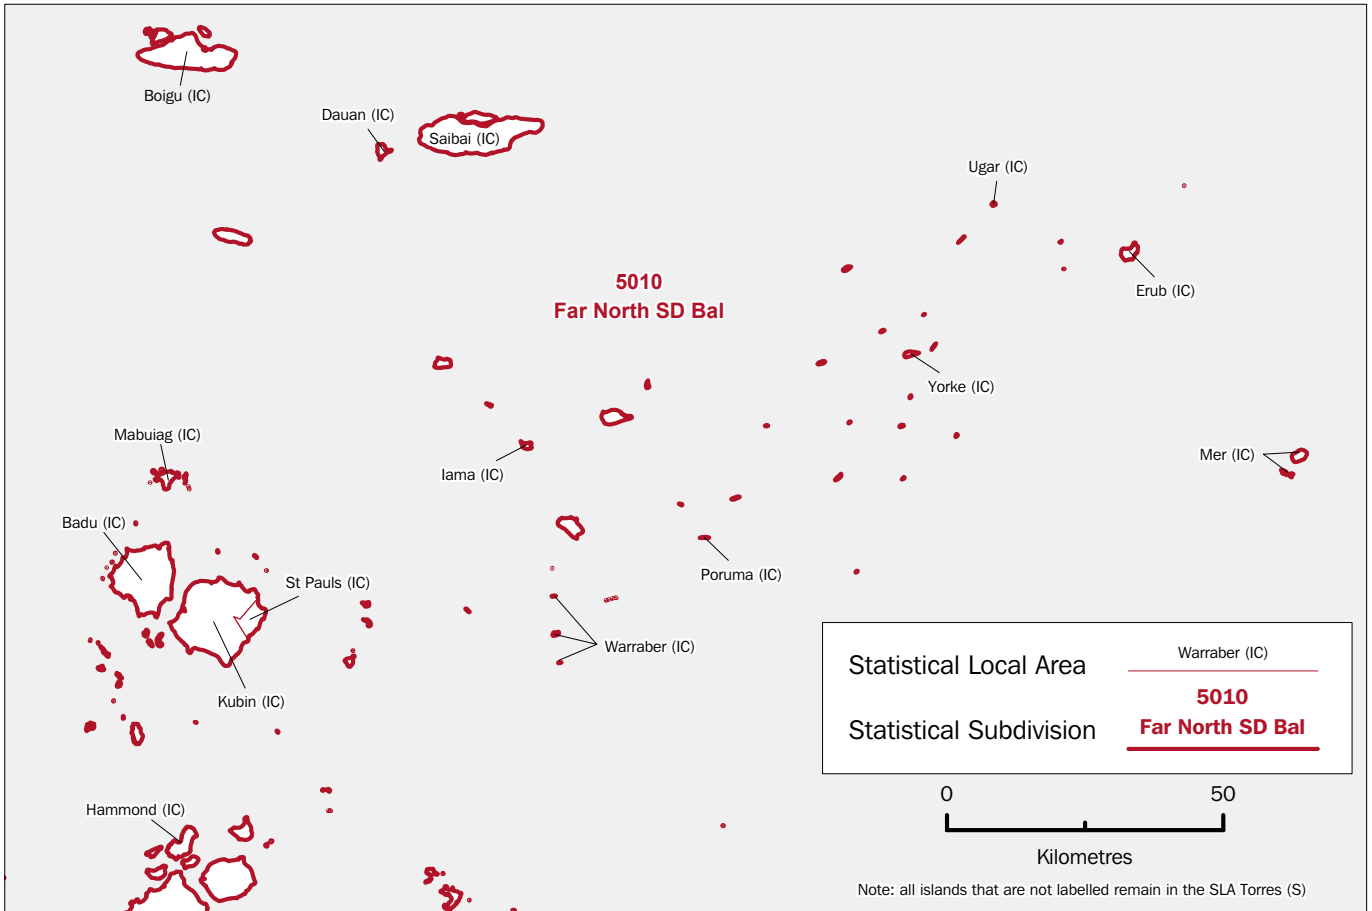 Boigu (IC)
Dauan (IC)
Saibai (IC)
Ugar (IC)
Erub (IC)
5010
Far North SD Bal
Yorke (IC)
Mabuiag (IC)
Iama (IC)
Mer (IC)
Badu (IC)
St Pauls (IC)
Poruma (IC)
Warraber (IC)
Kubin (IC)
Hammond (IC)
Statistical Local Area
Warraber (IC)
Statistical Subdivision
5010
Far North SD Bal
0 50
Kilometres
Note: all islands that are not labelled remain in the SLA Torres (S)